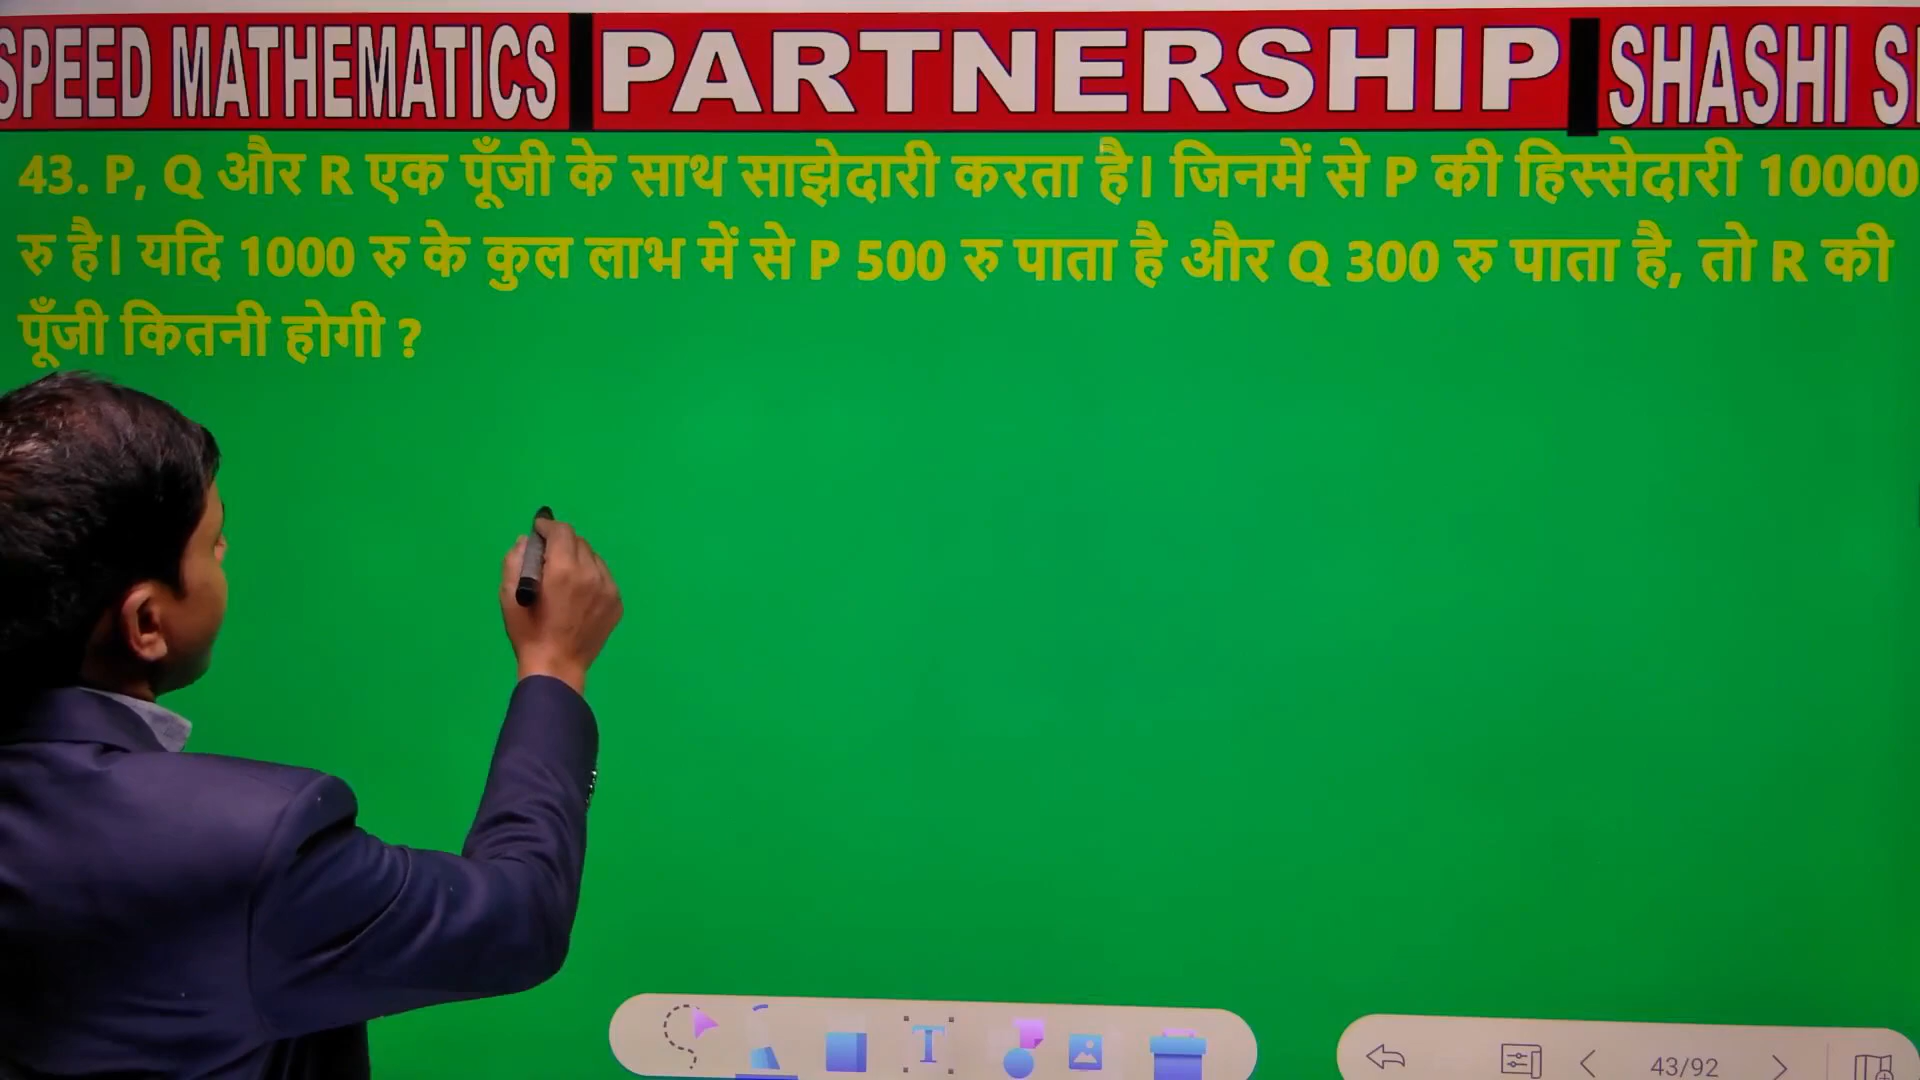 SPEED MATHEMATICS PARTNERSHIP SHASHI
43. P, Q और R एक पूँजी के साथ साझेदारी करता है। जिनमें से P की हिस्सेदारी 10000
रु है। यदि 1000 रु के कुल लाभ में से P 500 रु पाता है और Q 300 रु पाता है, तो R की
पूँजी कितनी होगी ?
T
43/92